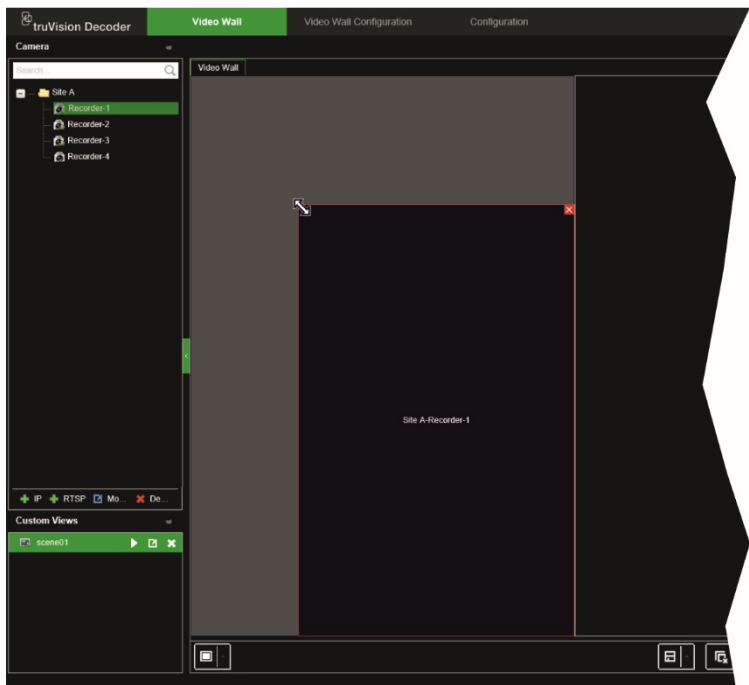 truVision Decoder
Video Wall
Video Wall Configuration
Configuration
Camera
Search...
Video Wall
Site A
Recorder-1
Recorder-2
Recorder-3
Recorder-4
Site A-Recorder-1
IP RTSP Mo... De...
Custom Views
scene01